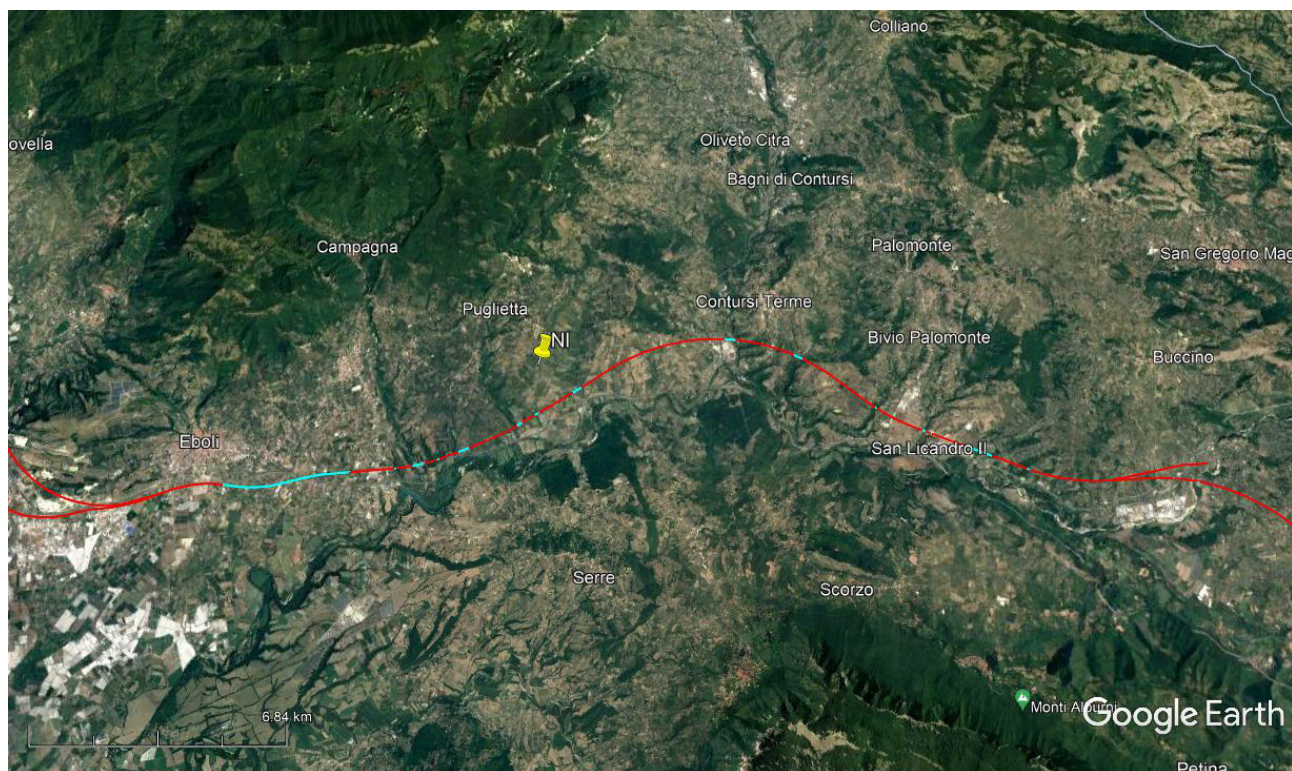 Colliano
ovella
Oliveto Citra
Bagni di Contursi
Campagna
Palomonte
San Gregorio Mag
Contursi Terme
Puglietta
NI
Bivio Palomonte
Buccino
Eboli
San Licandro II
Serre
Scorzo
6.84 km
Monti Alburni
Google Earth
Petina